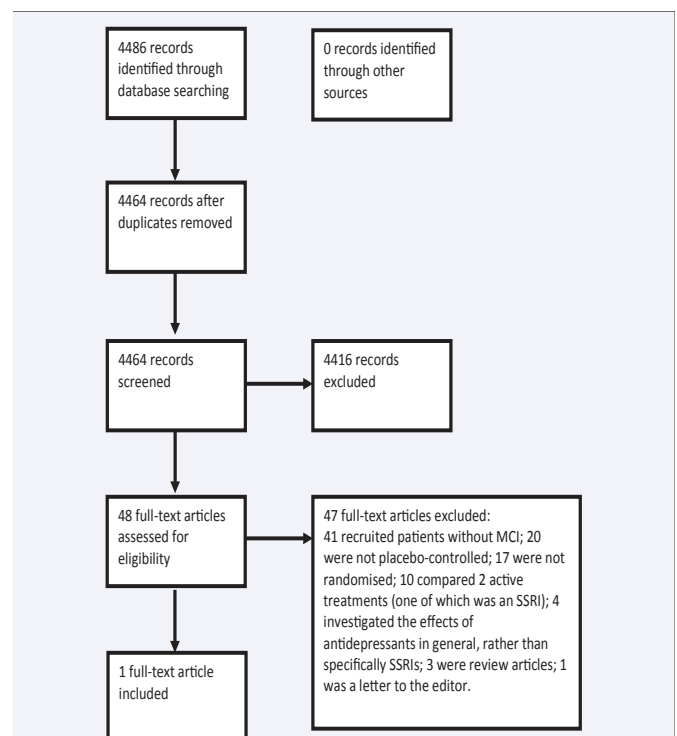 4486 records
identified through
database searching
0 records identified
through other
sources
4464 records after
duplicates removed
4464 records
screened
4416 records
excluded
48 full-text articles
assessed for
eligibility
47 full-text articles excluded:
41 recruited patients without MCI; 20
were not placebo-controlled; 17 were not
randomised; 10 compared 2 active
treatments (one of which was an SSRI); 4
investigated the effects of
antidepressants in general, rather than
specifically SSRIs; 3 were review articles; 1
was a letter to the editor.
1 full-text article
included